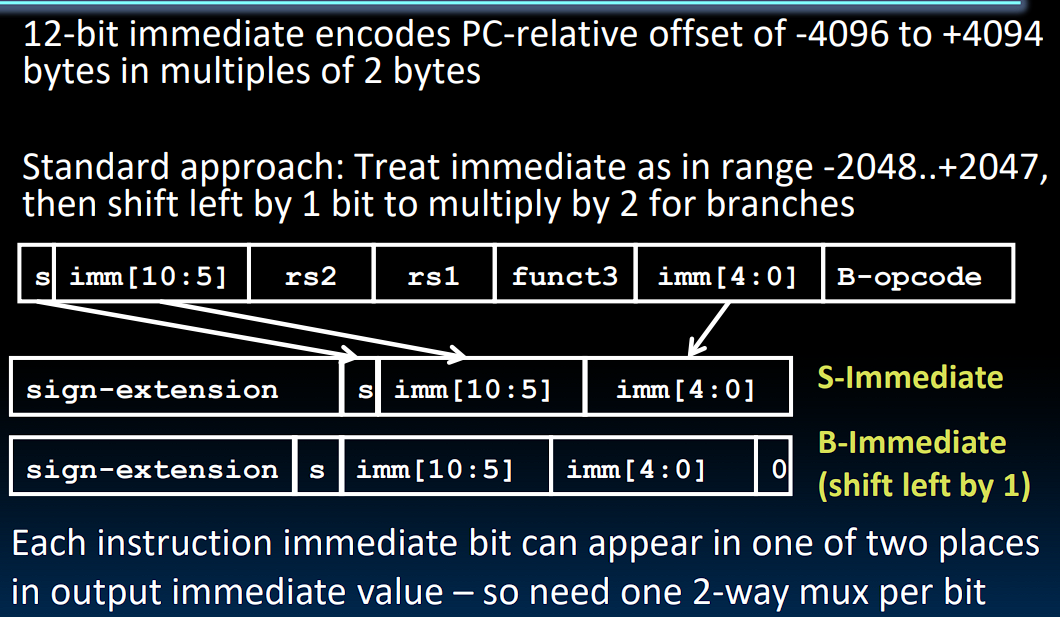 12-bit immediate encodes PC-relative offset of -4096 to +4094
bytes in multiples of 2 bytes
Standard approach: Treat immediate as in range -2048..+2047,
then shift left by 1 bit to multiply by 2 for branches
s imm[10:5] rs2 rs1 funct3 imm[4:0] B-opcode
sign-extension s imm[10:5] imm[4:0] S-Immediate
sign-extension s imm[10:5] imm[4:0] 0 B-Immediate
(shift left by 1)
Each instruction immediate bit can appear in one of two places
in output immediate value – so need one 2-way mux per bit